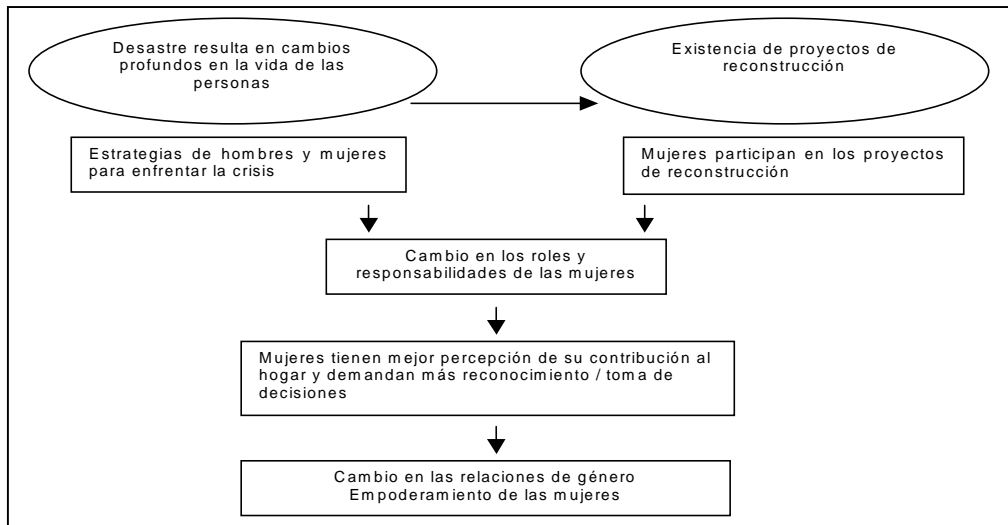 Desastre resulta en cambios
profundos en la vida de las
personas
Existencia de proyectos de
reconstrucción
Estrategias de hombres y mujeres
para enfrentar la crisis
Mujeres participan en los proyectos
de reconstrucción
Cambio en los roles y
responsabilidades de las mujeres
Mujeres tienen mejor percepción de su contribución al
hogar y demandan más reconocimiento / toma de
decisiones
Cambio en las relaciones de género
Empoderamiento de las mujeres